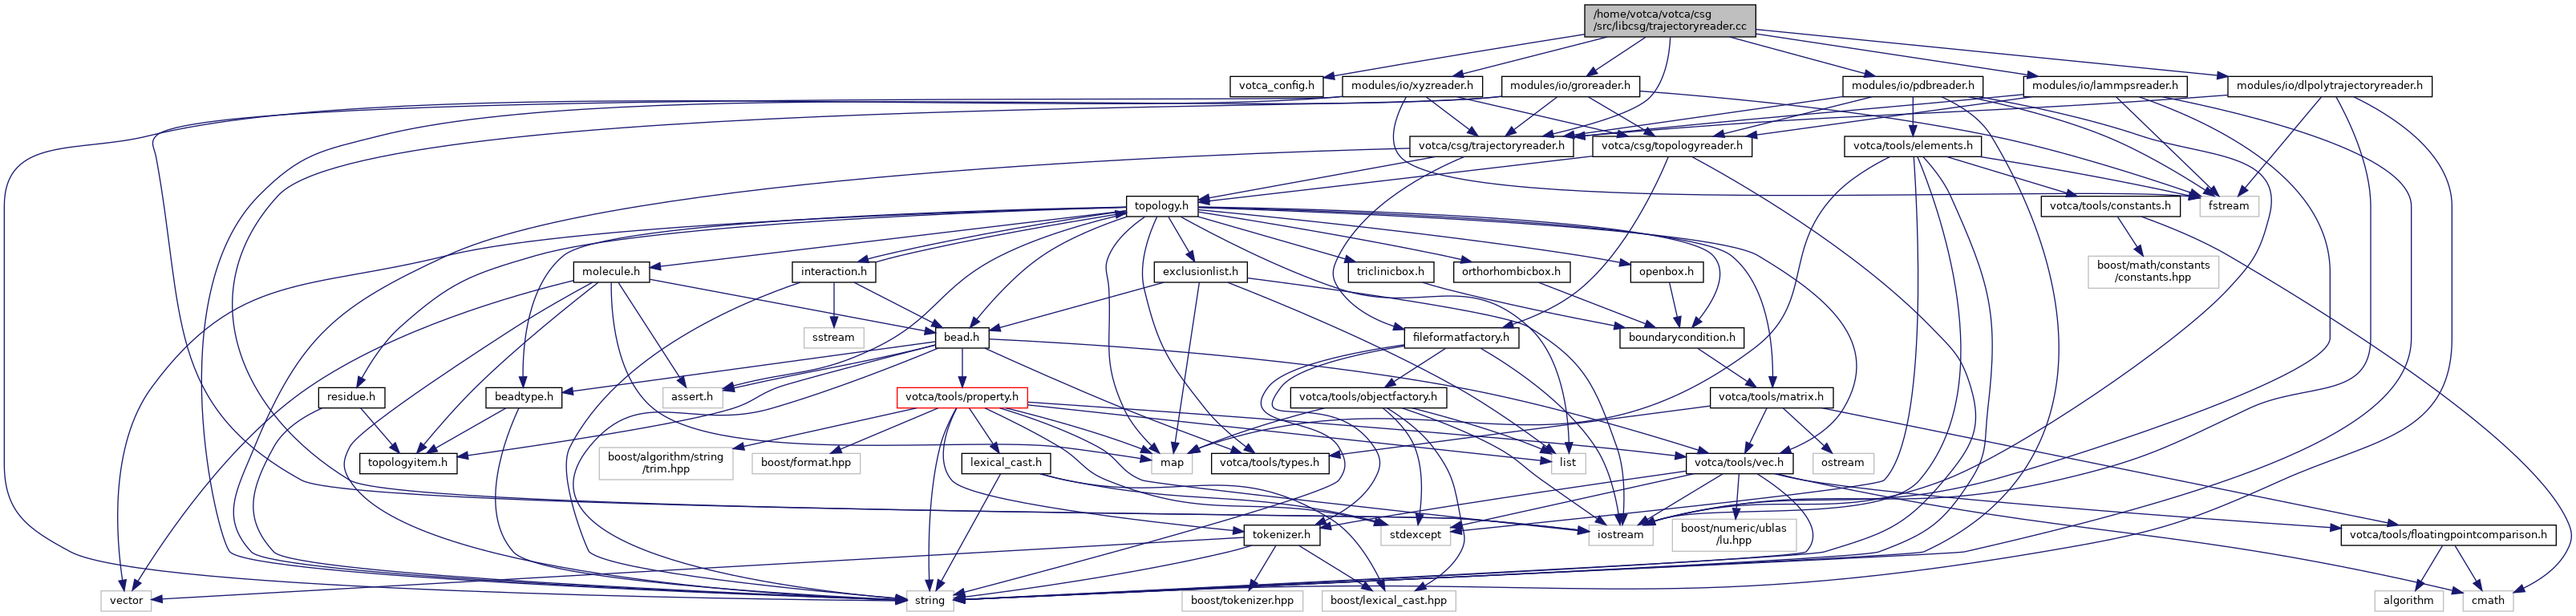 /home/votca/votca/csg
/src/libcsg/trajectoryreader.cc
votca_config.h
modules/io/xyzreader.h
modules/io/groreader.h
modules/io/pdbreader.h
modules/io/lammpsreader.h
modules/io/dlpolytrajectoryreader.h
votca/csg/trajectoryreader.h
votca/csg/topologyreader.h
votca/tools/elements.h
topology.h
votca/tools/constants.h
fstream
molecule.h
interaction.h
exclusionlist.h
triclinicbox.h
orthorhombicbox.h
openbox.h
boost/math/constants
/constants.hpp
sstream
bead.h
fileformatfactory.h
boundarycondition.h
residue.h
assert.h
beadtype.h
votca/tools/property.h
votca/tools/objectfactory.h
votca/tools/matrix.h
topologyitem.h
boost/algorithm/string
/trim.hpp
boost/format.hpp
lexical_cast.h
map
votca/tools/types.h
list
votca/tools/vec.h
ostream
tokenizer.h
stdexcept
iostream
boost/numeric/ublas
/lu.hpp
votca/tools/floatingpointcomparison.h
vector
string
boost/tokenizer.hpp
boost/lexical_cast.hpp
algorithm
cmath